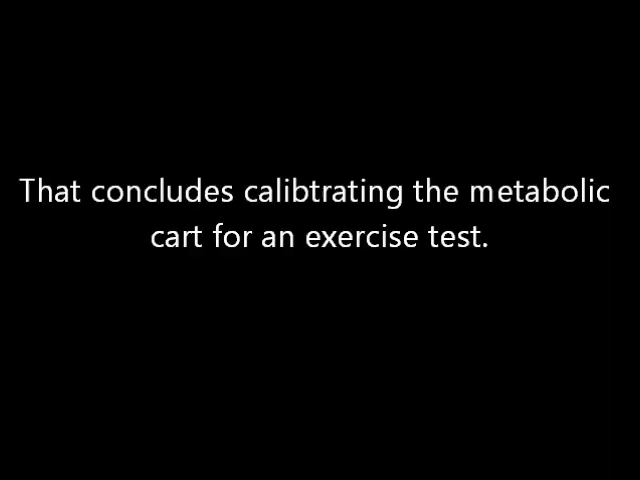 That concludes calibtrating the metabolic
cart for an exercise test.